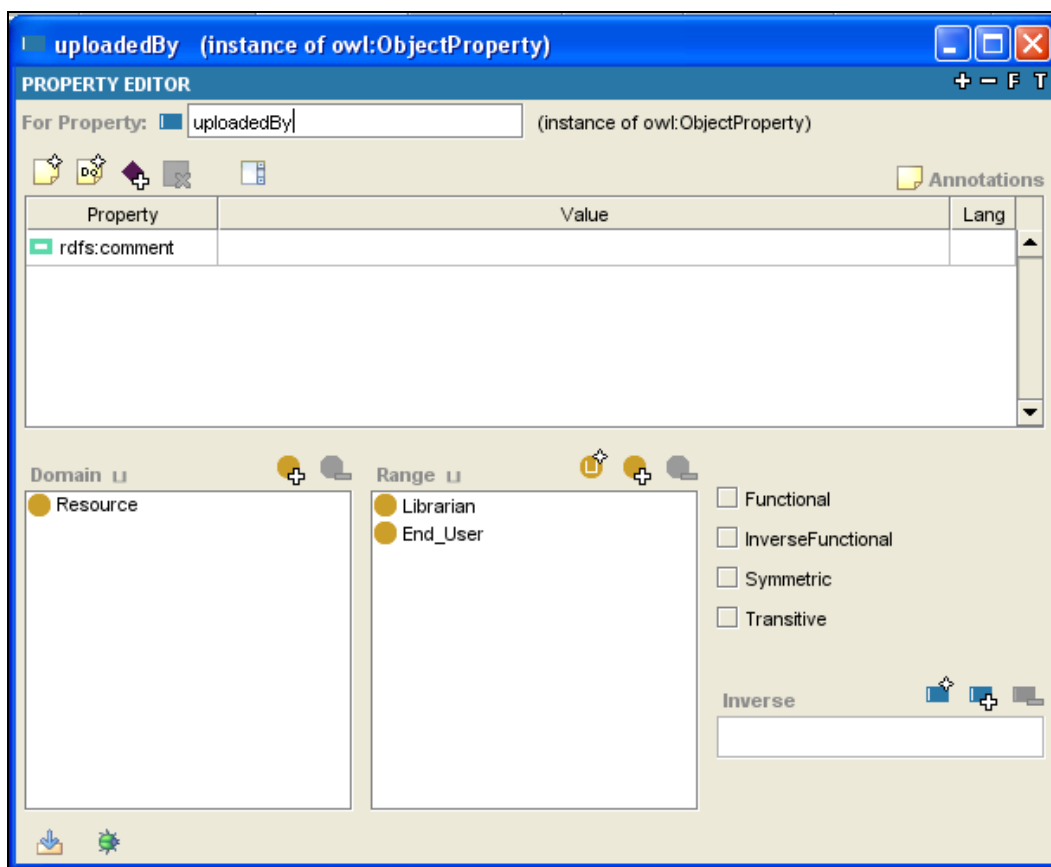 uploadedBy (instance of owl:ObjectProperty)
PROPERTY EDITOR + - F T
For Property: uploadedBy (instance of owl:ObjectProperty)
Annotations
Property Value Lang
rdfs:comment
Domain ⊔ Range ⊔
Resource
Librarian
End_User
Functional
InverseFunctional
Symmetric
Transitive
Inverse